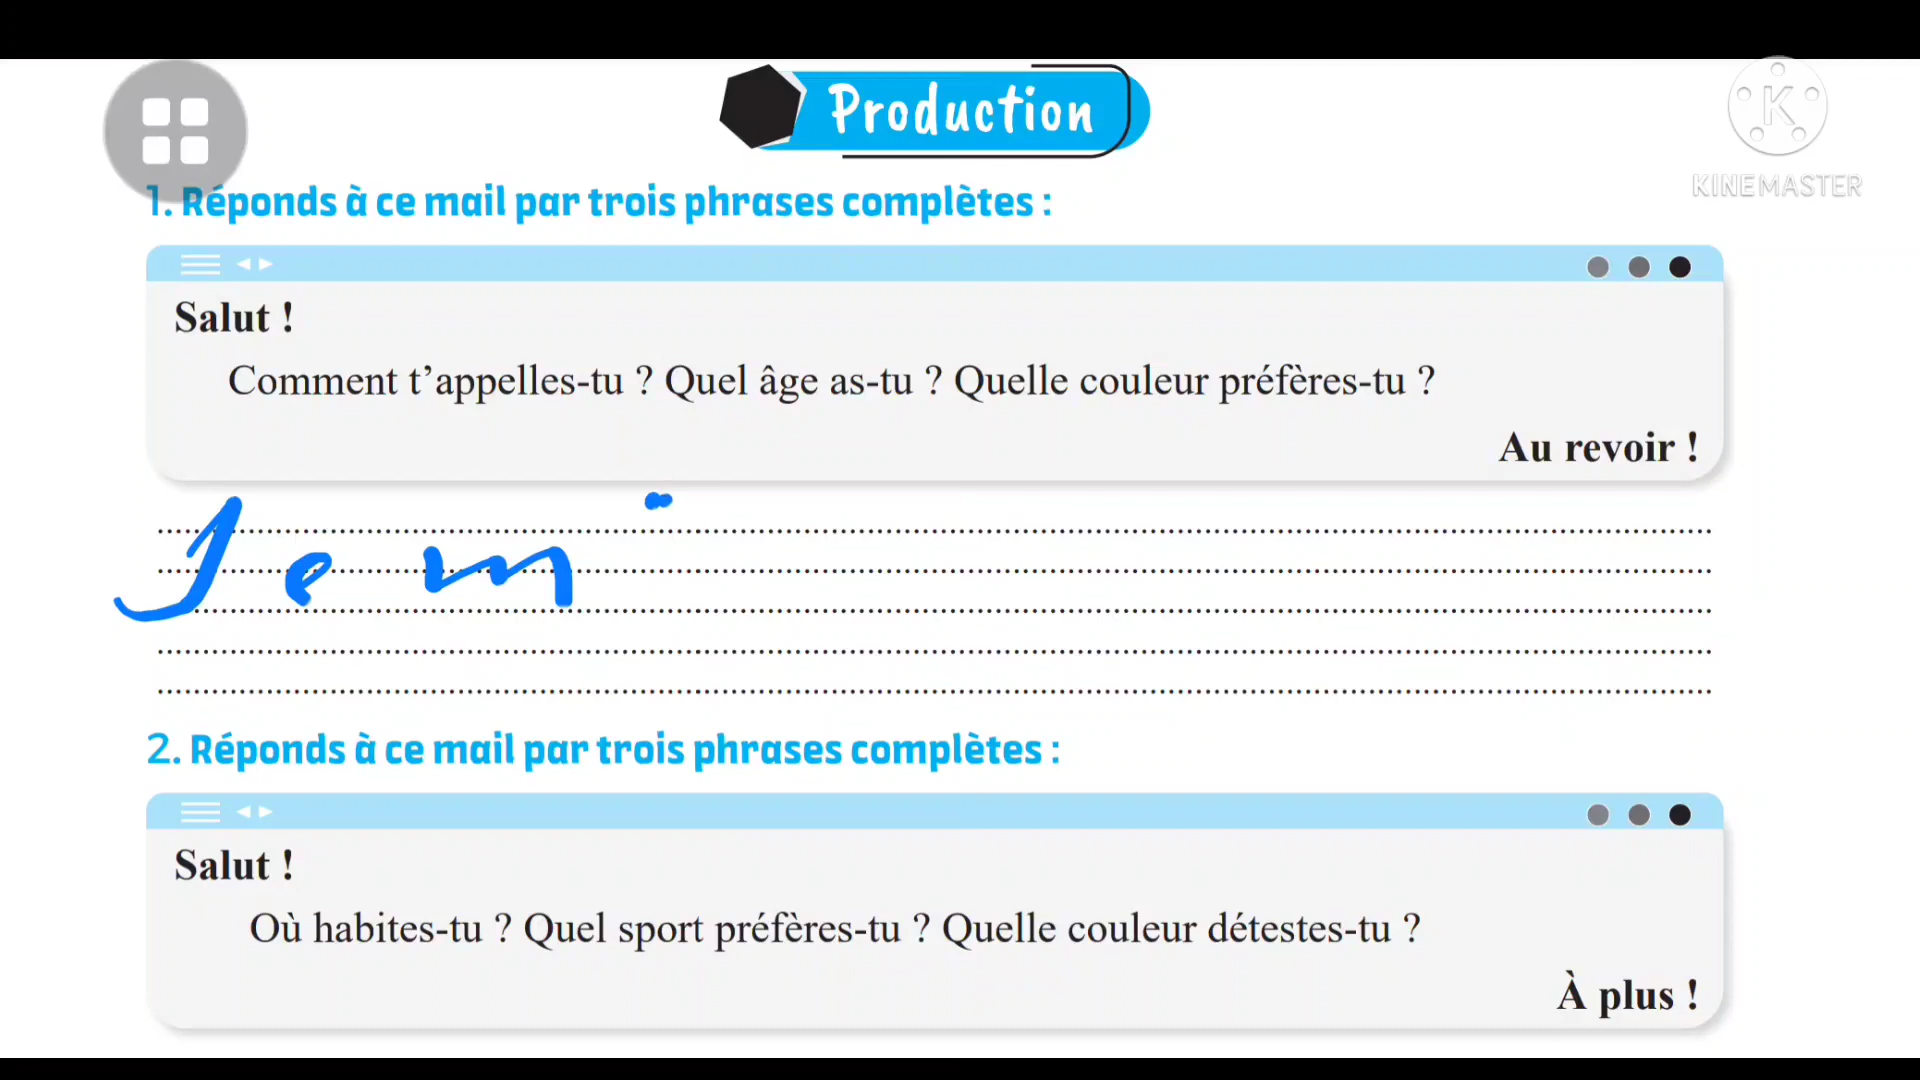 Production
KINEMASTER
1. Réponds à ce mail par trois phrases complètes :
Salut !
Comment t’appelles-tu ? Quel âge as-tu ? Quelle couleur préfères-tu ?
Au revoir !
Je m
2. Réponds à ce mail par trois phrases complètes :
Salut !
Où habites-tu ? Quel sport préfères-tu ? Quelle couleur détestes-tu ?
À plus !